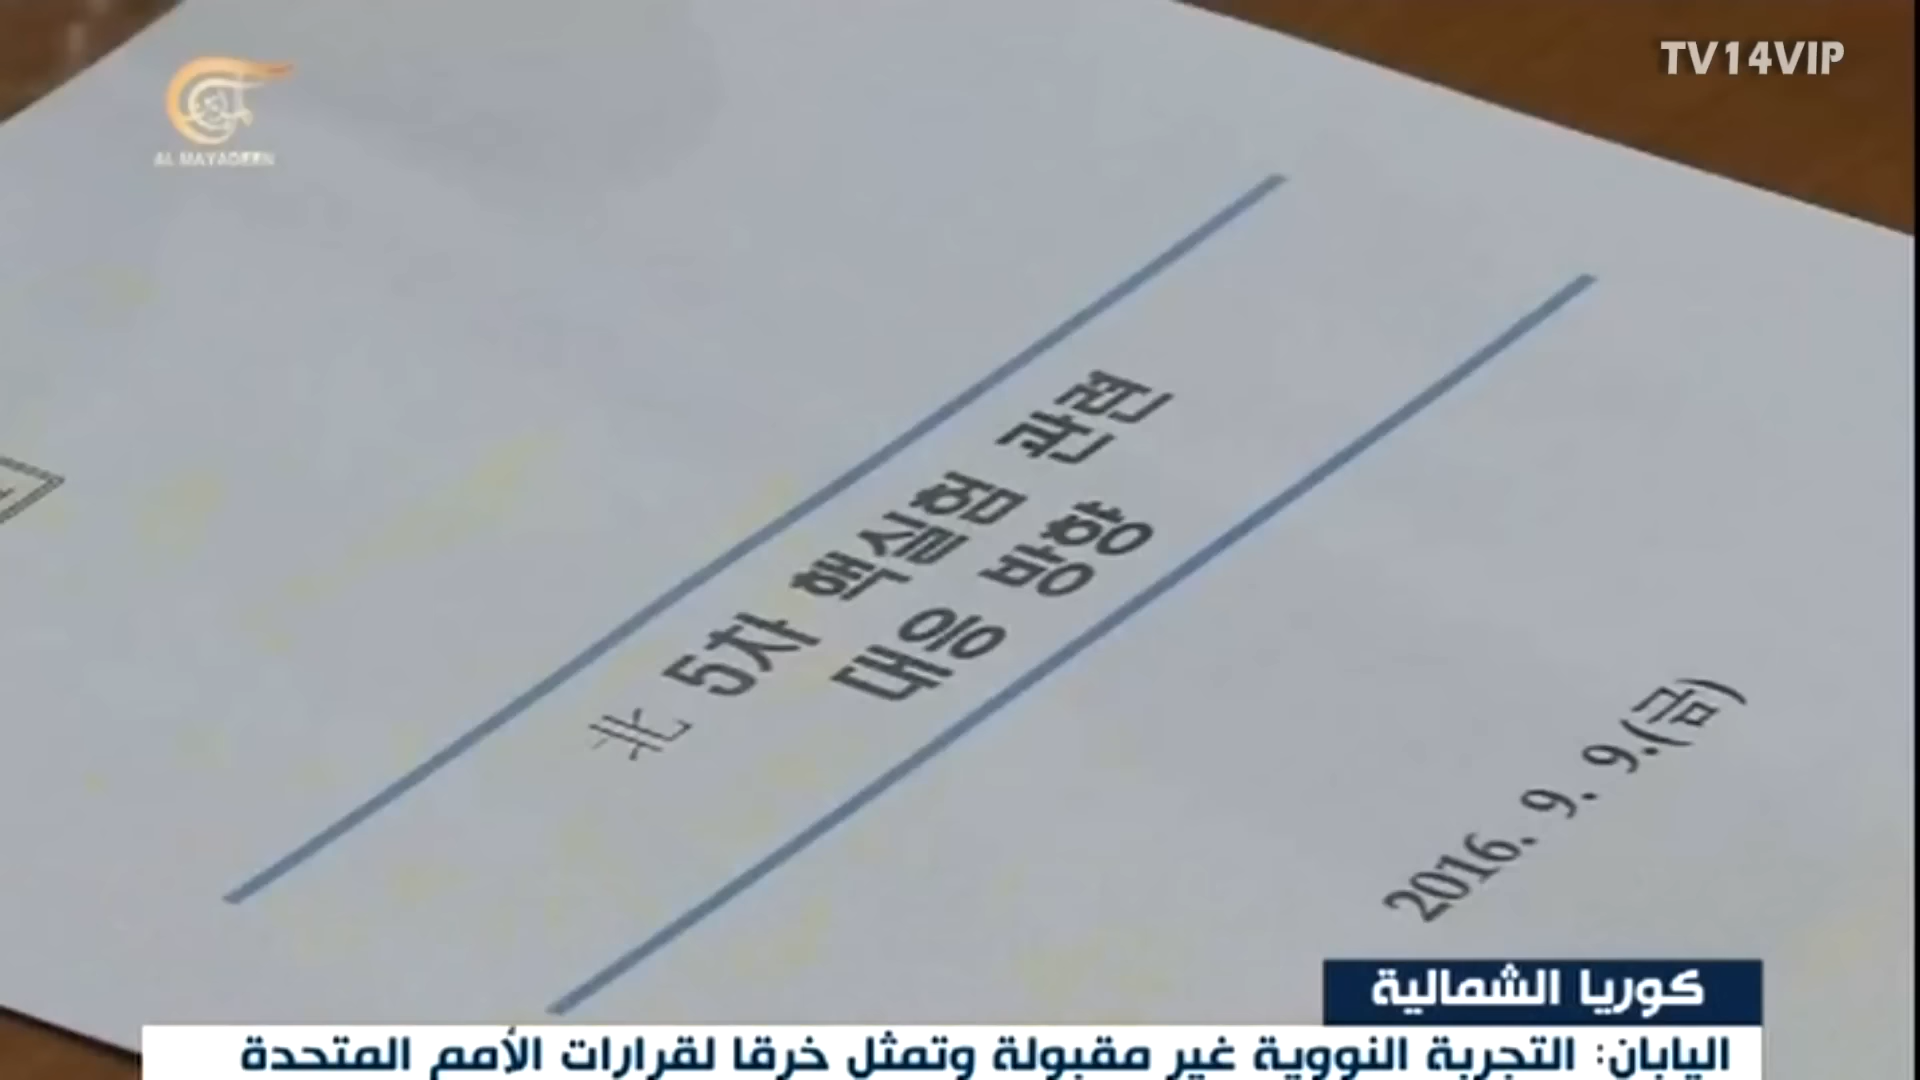 TV14VIP
AL MAYADEEN
北 5차 핵실험 관련
대응 방향
2016. 9. 9.(금)
كوريا الشمالية
اليابان: التجربة النووية غير مقبولة وتمثل خرقا لقرارات الأمم المتحدة